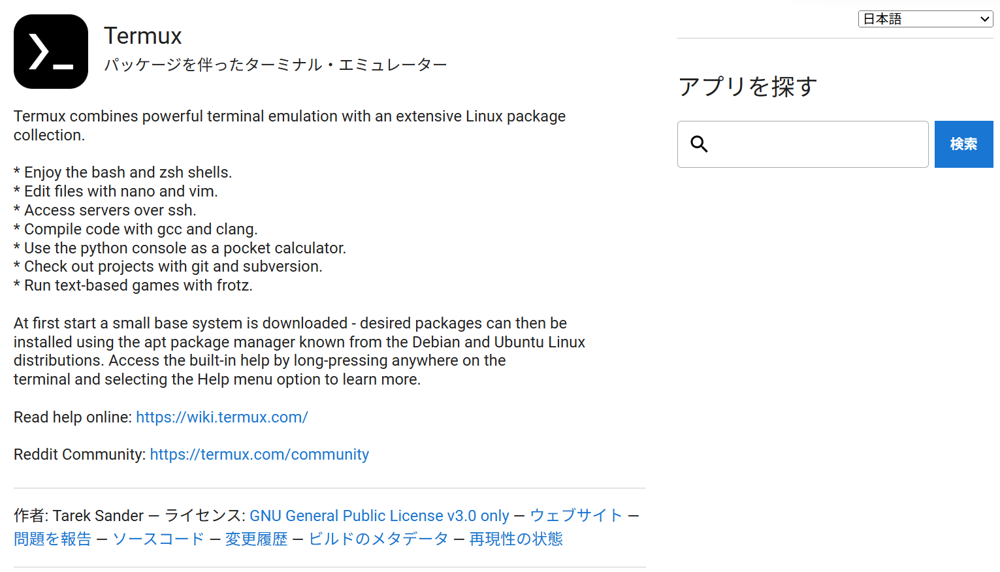 Termux
パッケージを伴ったターミナル・エミュレーター
Termux combines powerful terminal emulation with an extensive Linux package
collection.
* Enjoy the bash and zsh shells.
* Edit files with nano and vim.
* Access servers over ssh.
* Compile code with gcc and clang.
* Use the python console as a pocket calculator.
* Check out projects with git and subversion.
* Run text-based games with frotz.
At first start a small base system is downloaded - desired packages can then be
installed using the apt package manager known from the Debian and Ubuntu Linux
distributions. Access the built-in help by long-pressing anywhere on the
terminal and selecting the Help menu option to learn more.
Read help online: https://wiki.termux.com/
Reddit Community: https://termux.com/community
作者: Tarek Sander — ライセンス: GNU General Public License v3.0 only — ウェブサイト —
問題を報告 — ソースコード — 変更履歴 — ビルドのメタデータ — 再現性の状態
日本語
アプリを探す
検索